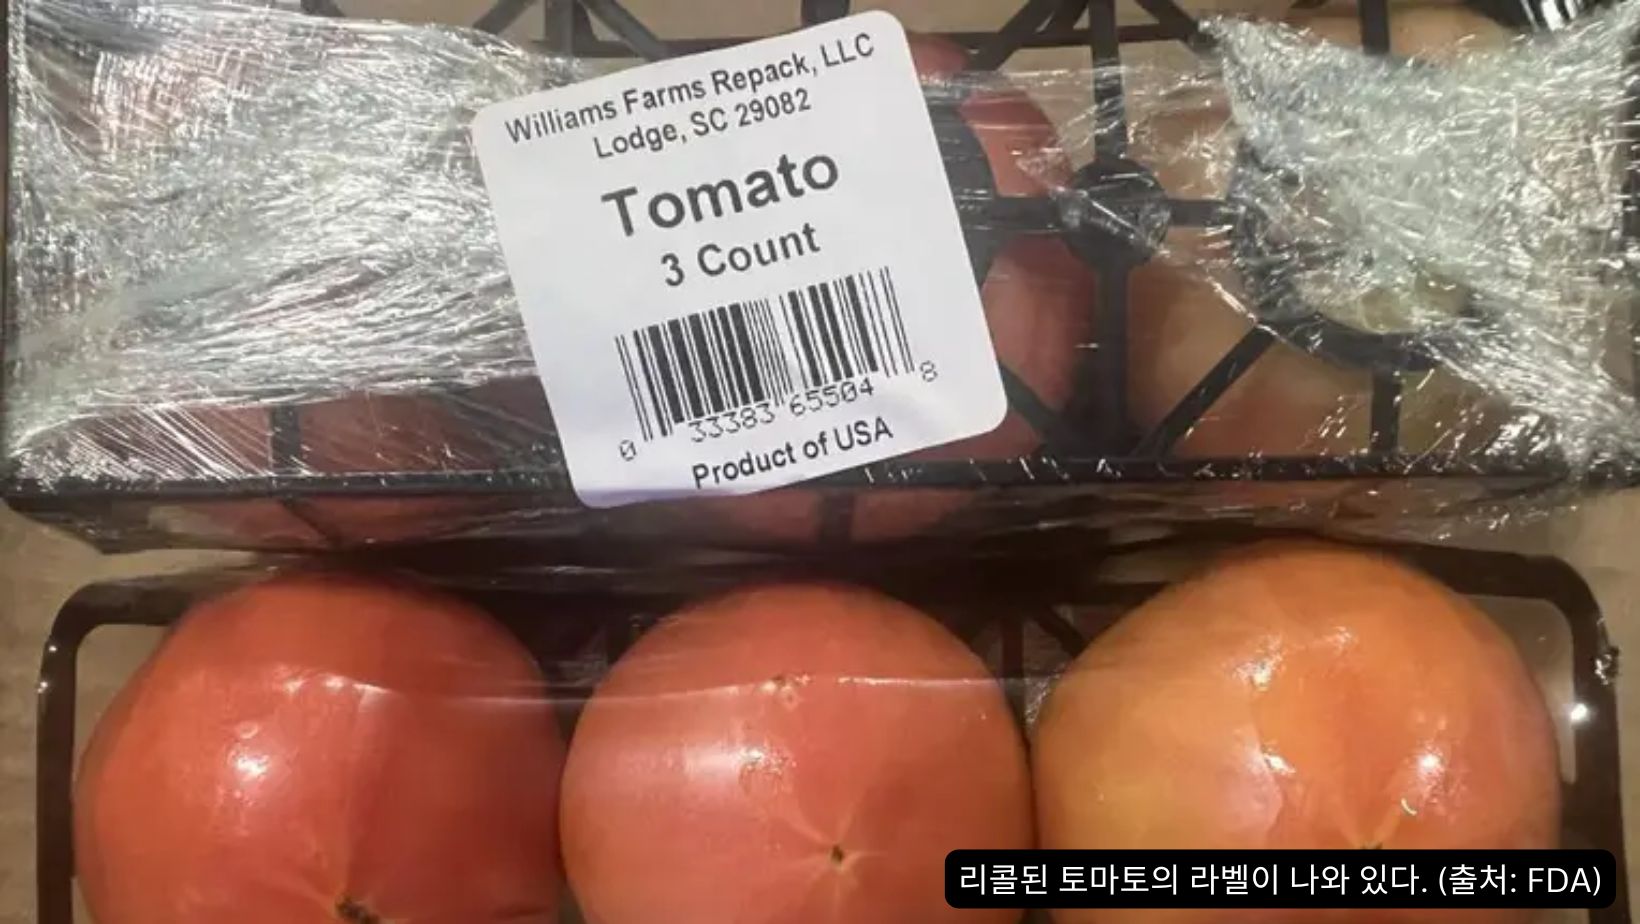 Williams Farms Repack, LLC
Lodge, SC 29082
Tomato
3 Count
0 33383 65504 8
Product of USA
리콜된 토마토의 라벨이 나와 있다. (출처: FDA)